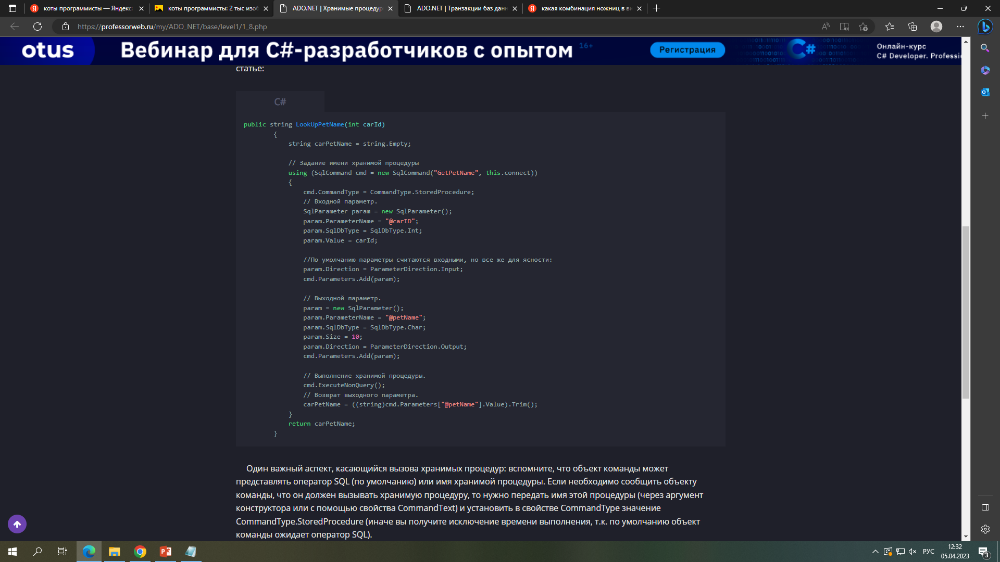 коты программисты — Яндекс:
коты программисты: 2 тыс изоб
ADO.NET | Хранимые процедур
ADO.NET | Транзакции баз данн
какая комбинация ножниц в ви
https://professorweb.ru/my/ADO_NET/base/level1/1_8.php
otus
Вебинар для C#-разработчиков с опытом
16+
Регистрация
C#
Онлайн-курс
C# Developer. Professi
статье:
C#
public string LookUpPetName(int carId)
{
string carPetName = string.Empty;
// Задание имени хранимой процедуры
using (SqlCommand cmd = new SqlCommand("GetPetName", this.connect))
{
cmd.CommandType = CommandType.StoredProcedure;
// Входной параметр.
SqlParameter param = new SqlParameter();
param.ParameterName = "@carID";
param.SqlDbType = SqlDbType.Int;
param.Value = carId;
//По умолчанию параметры считаются входными, но все же для ясности:
param.Direction = ParameterDirection.Input;
cmd.Parameters.Add(param);
// Выходной параметр.
param = new SqlParameter();
param.ParameterName = "@petName";
param.SqlDbType = SqlDbType.Char;
param.Size = 10;
param.Direction = ParameterDirection.Output;
cmd.Parameters.Add(param);
// Выполнение хранимой процедуры.
cmd.ExecuteNonQuery();
// Возврат выходного параметра.
carPetName = ((string)cmd.Parameters["@petName"].Value).Trim();
}
return carPetName;
}
Один важный аспект, касающийся вызова хранимых процедур: вспомните, что объект команды может
представлять оператор SQL (по умолчанию) или имя хранимой процедуры. Если необходимо сообщить объекту
команды, что он должен вызывать хранимую процедуру, то нужно передать имя этой процедуры (через аргумент
конструктора или с помощью свойства CommandText) и установить в свойстве CommandType значение
CommandType.StoredProcedure (иначе вы получите исключение времени выполнения, т.к. по умолчанию объект
команды ожидает оператор SQL).
РУС
12:32
05.04.2023
3